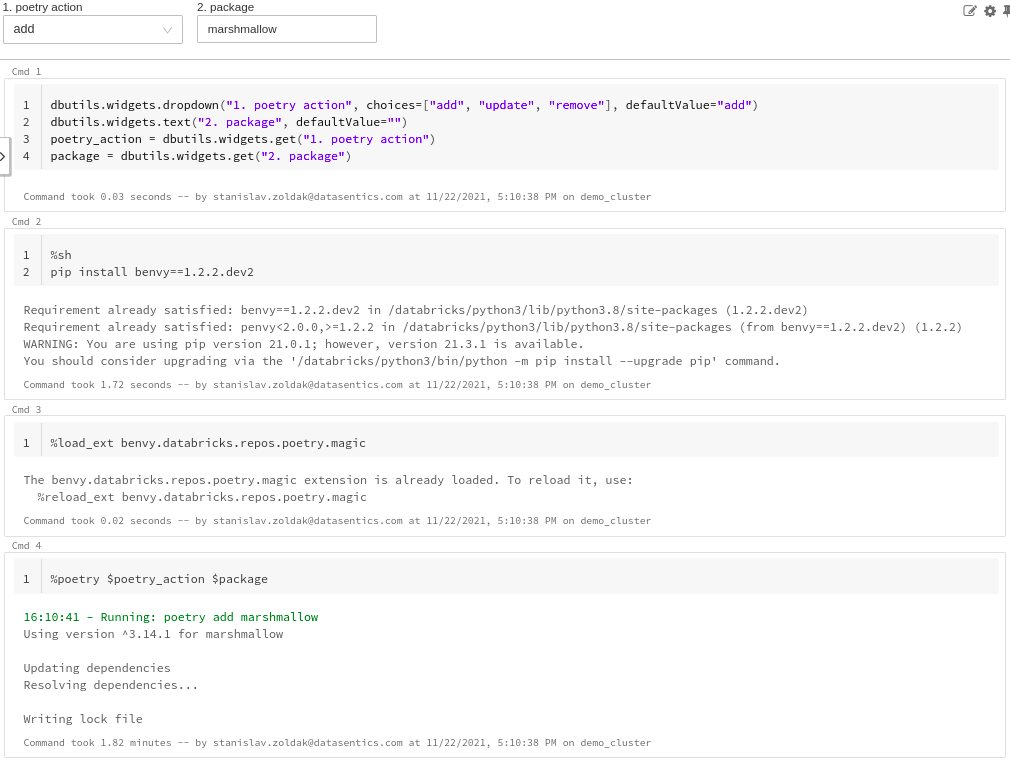 1. poetry action 2. package
add marshmallow
Cmd 1
1 dbutils.widgets.dropdown("1. poetry action", choices=["add", "update", "remove"], defaultValue="add")
2 dbutils.widgets.text("2. package", defaultValue="")
3 poetry_action = dbutils.widgets.get("1. poetry action")
4 package = dbutils.widgets.get("2. package")
Command took 0.03 seconds -- by stanislav.zoldak@datasentics.com at 11/22/2021, 5:10:38 PM on demo_cluster
Cmd 2
1 %sh
2 pip install benvy==1.2.2.dev2
Requirement already satisfied: benvy==1.2.2.dev2 in /databricks/python3/lib/python3.8/site-packages (1.2.2.dev2)
Requirement already satisfied: penvy<2.0.0,>=1.2.2 in /databricks/python3/lib/python3.8/site-packages (from benvy==1.2.2.dev2) (1.2.2)
WARNING: You are using pip version 21.0.1; however, version 21.3.1 is available.
You should consider upgrading via the '/databricks/python3/bin/python -m pip install --upgrade pip' command.
Command took 1.72 seconds -- by stanislav.zoldak@datasentics.com at 11/22/2021, 5:10:38 PM on demo_cluster
Cmd 3
1 %load_ext benvy.databricks.repos.poetry.magic
The benvy.databricks.repos.poetry.magic extension is already loaded. To reload it, use:
%reload_ext benvy.databricks.repos.poetry.magic
Command took 0.02 seconds -- by stanislav.zoldak@datasentics.com at 11/22/2021, 5:10:38 PM on demo_cluster
Cmd 4
1 %poetry $poetry_action $package
16:10:41 - Running: poetry add marshmallow
Using version ^3.14.1 for marshmallow
Updating dependencies
Resolving dependencies...
Writing lock file
Command took 1.82 minutes -- by stanislav.zoldak@datasentics.com at 11/22/2021, 5:10:38 PM on demo_cluster